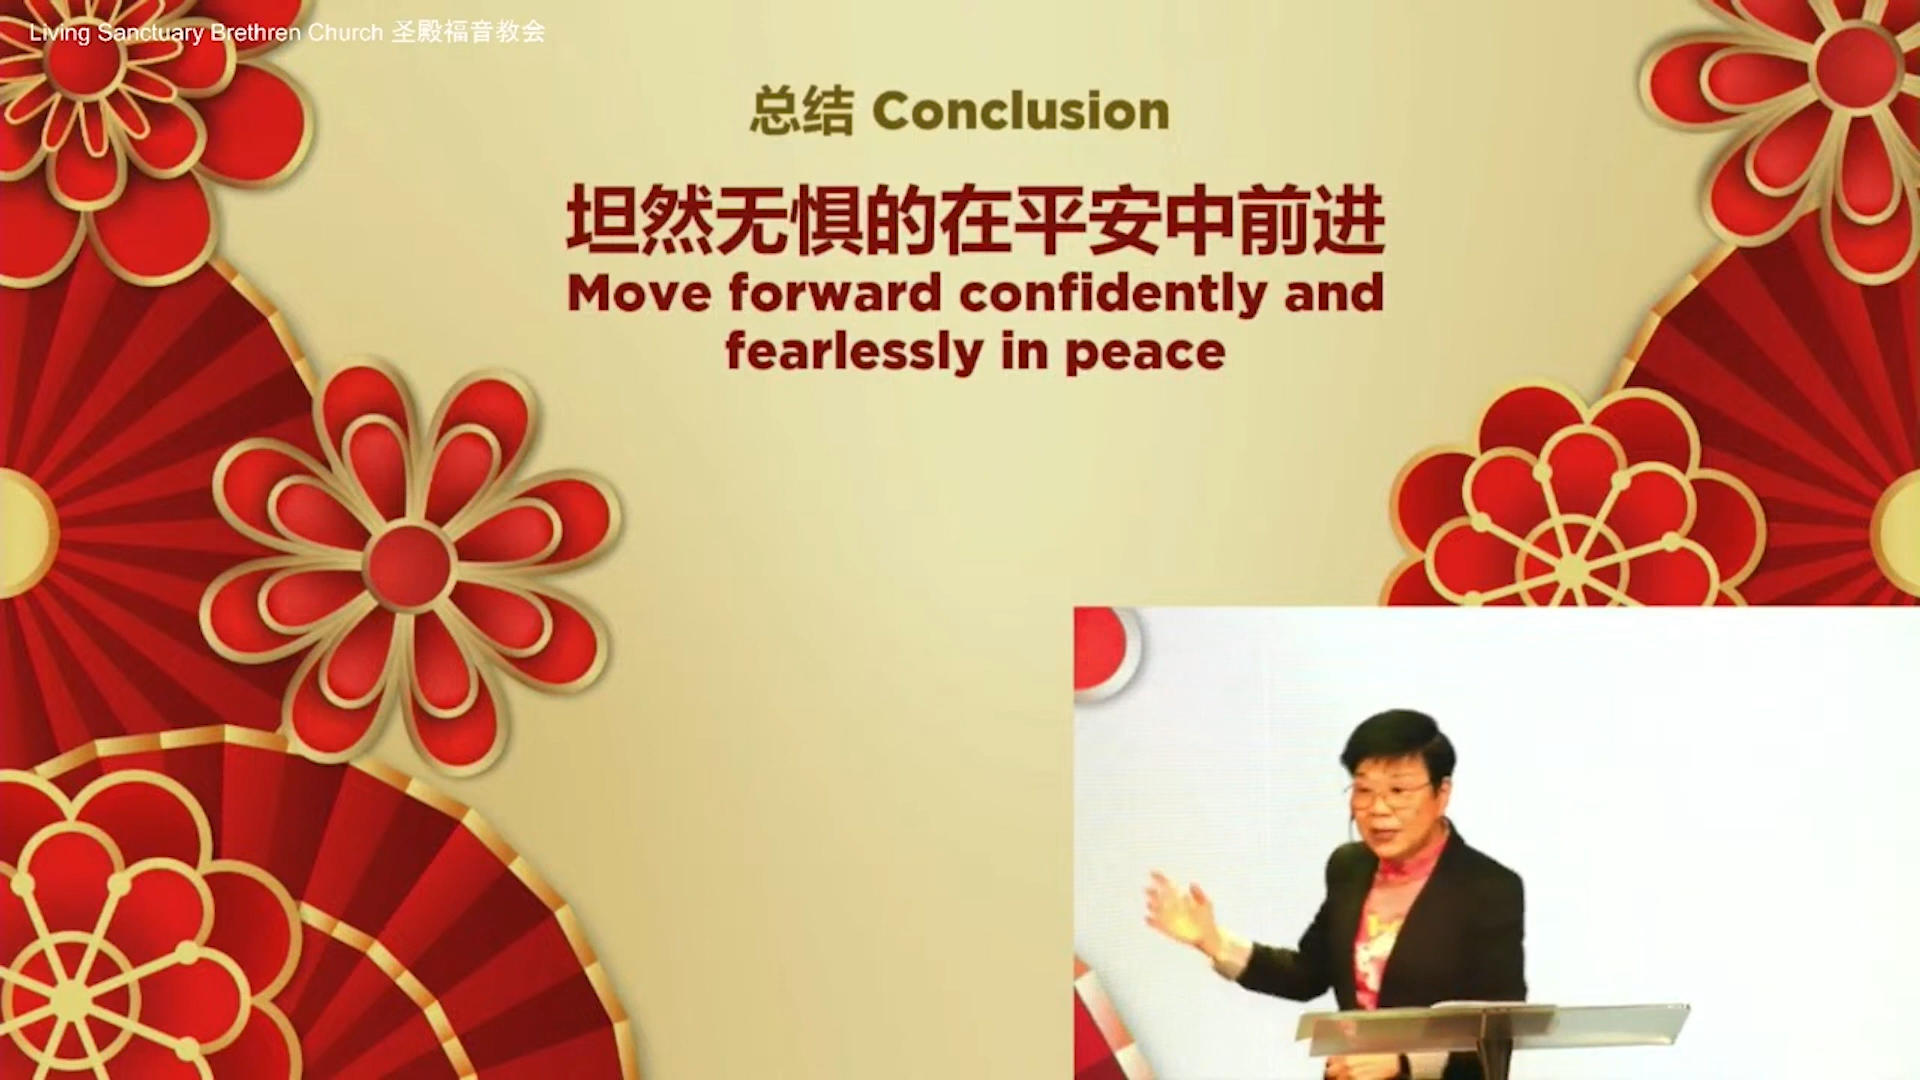 Living Sanctuary Brethren Church 圣殿福音教会
总结 Conclusion
坦然无惧的在平安中前进
Move forward confidently and
fearlessly in peace